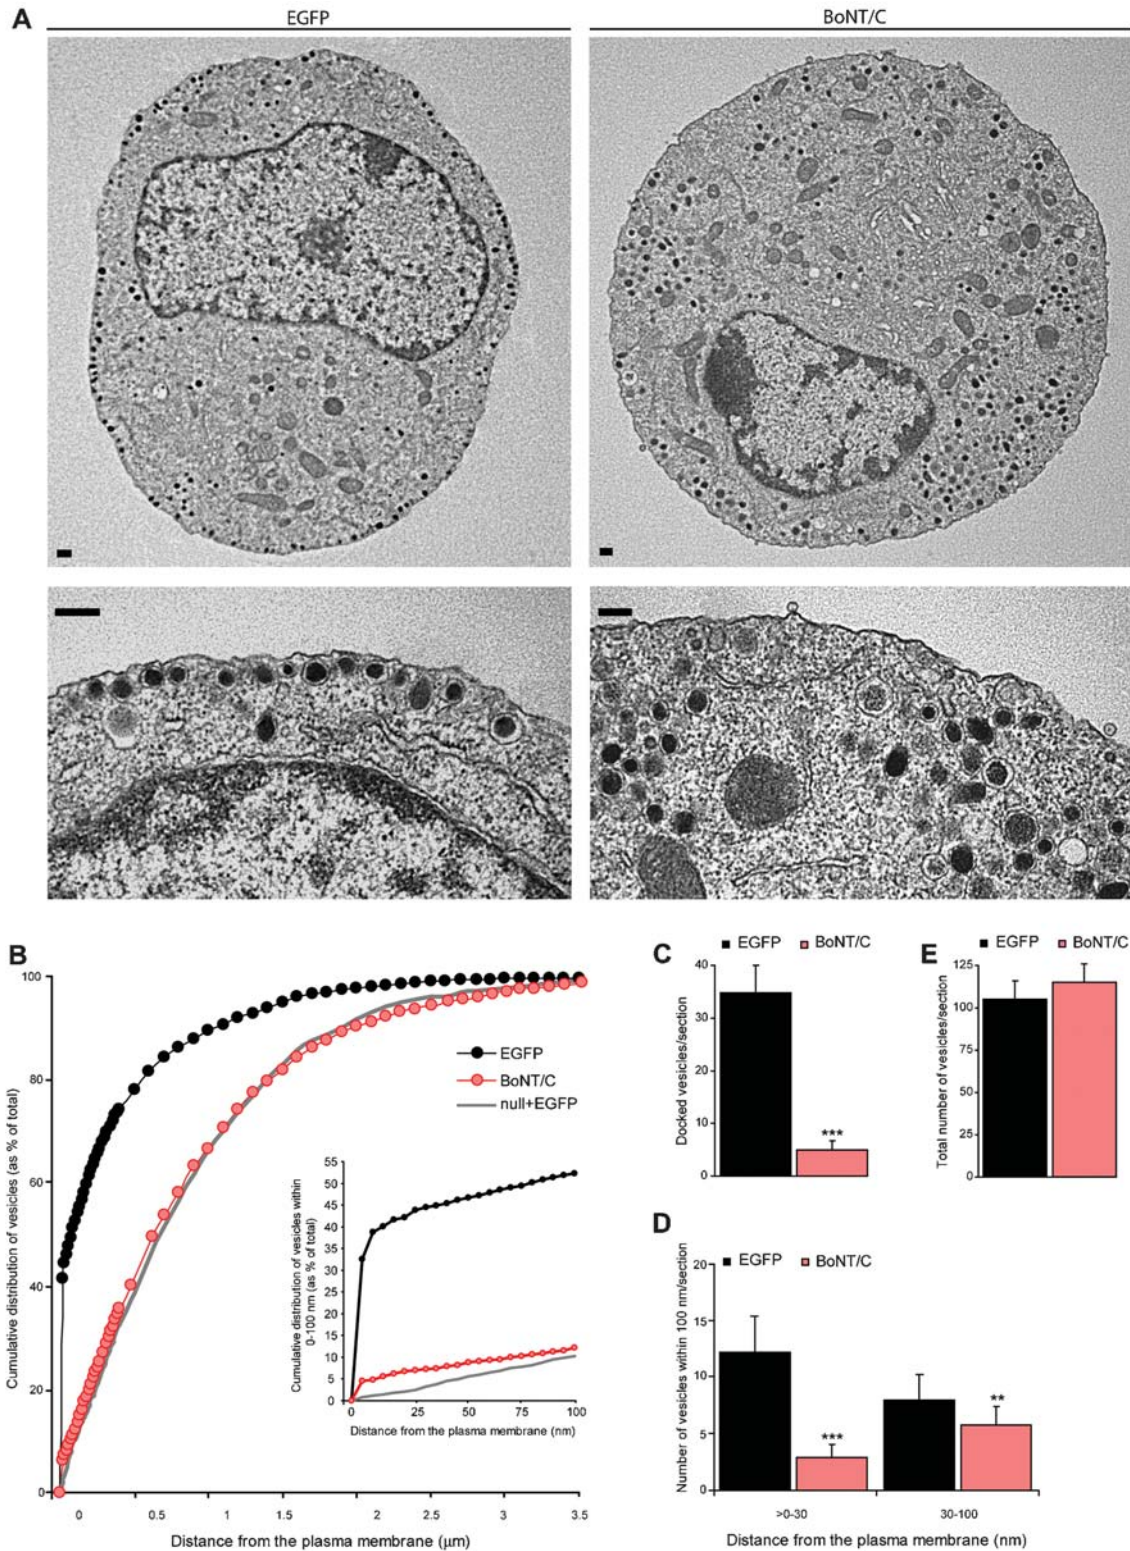 A
EGFP
BoNT/C
B
Cumulative distribution of vesicles (as % of total)
100
80
60
40
20
0
0
0.5
1
1.5
2
2.5
3
3.5
Distance from the plasma membrane (µm)
EGFP
BoNT/C
null+EGFP
Cumulative distribution of vesicles within
0-100 nm (as % of total)
55
50
45
40
35
30
25
20
15
10
5
0
0
25
50
75
100
Distance from the plasma membrane (nm)
C
EGFP
BoNT/C
Docked vesicles/section
40
30
20
10
0
***
E
EGFP
BoNT/C
Total number of vesicles/section
125
100
75
50
25
0
D
EGFP
BoNT/C
Number of vesicles within 100 nm/section
20
15
10
5
0
***
**
>0-30
30-100
Distance from the plasma membrane (nm)